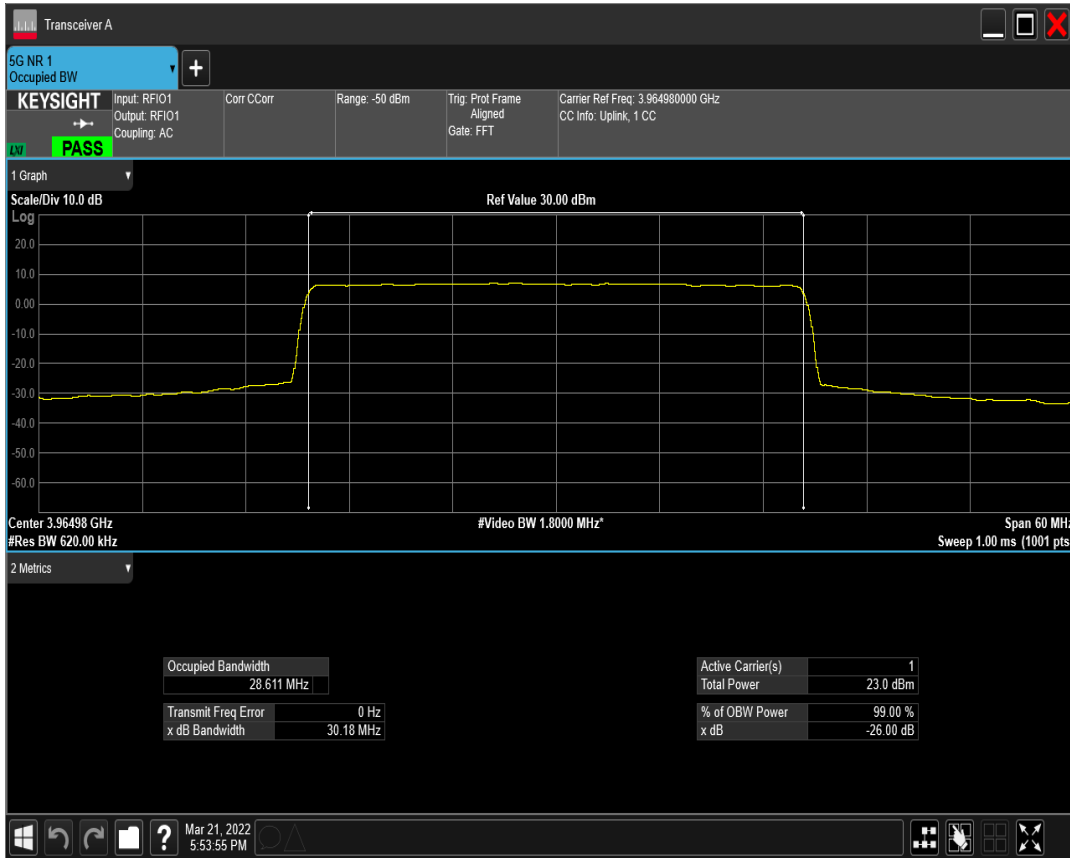 Transceiver A
5G NR 1
Occupied BW
KEYSIGHT
Input: RFIO1
Output: RFIO1
Coupling: AC
Corr CCorr
Range: -50 dBm
Trig: Prot Frame
Aligned
Gate: FFT
Carrier Ref Freq: 3.964980000 GHz
CC Info: Uplink, 1 CC
LXI
PASS
1 Graph
Scale/Div 10.0 dB
Ref Value 30.00 dBm
Log
20.0
10.0
0.00
-10.0
-20.0
-30.0
-40.0
-50.0
-60.0
Center 3.96498 GHz
#Video BW 1.8000 MHz*
Span 60 MHz
#Res BW 620.00 kHz
Sweep 1.00 ms (1001 pts
2 Metrics
Occupied Bandwidth
28.611 MHz
Transmit Freq Error 0 Hz
x dB Bandwidth 30.18 MHz
Active Carrier(s) 1
Total Power 23.0 dBm
% of OBW Power 99.00 %
x dB -26.00 dB
?
Mar 21, 2022
5:53:55 PM